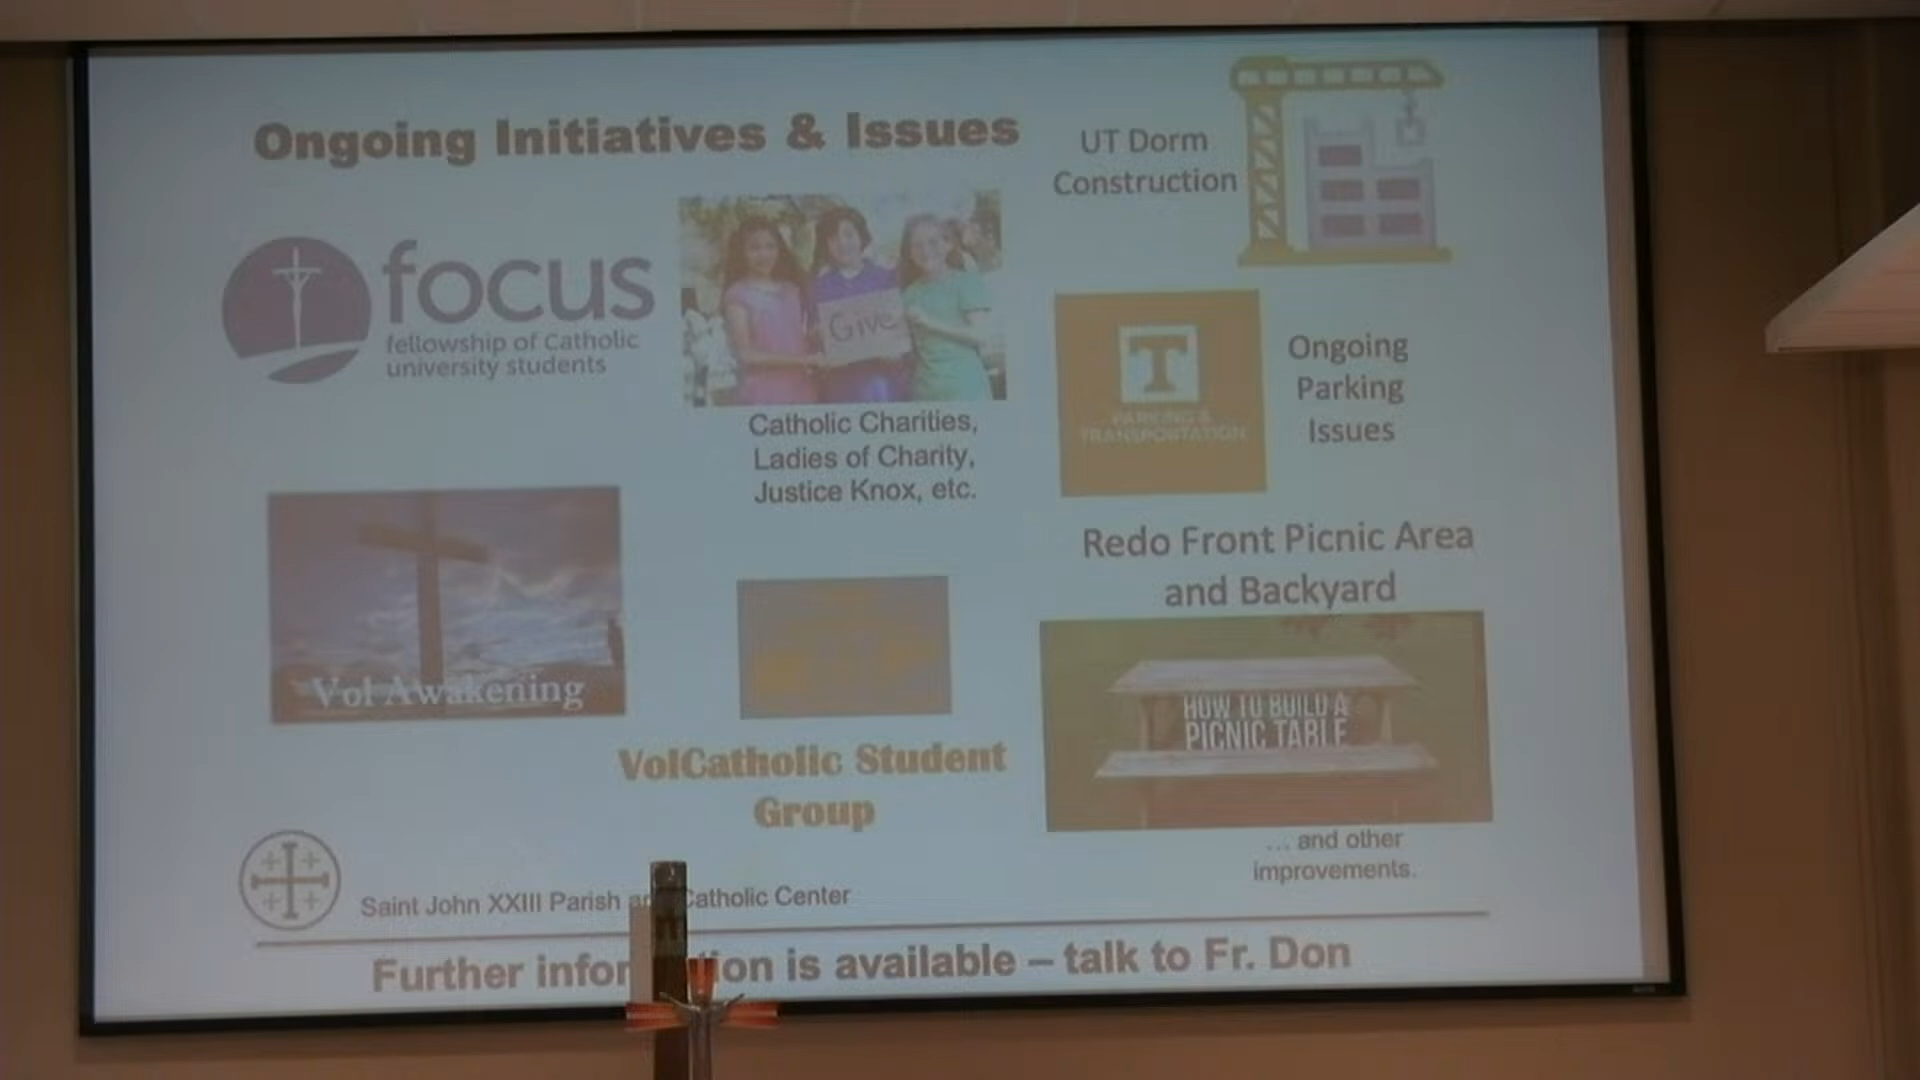 Ongoing Initiatives & Issues
UT Dorm
Construction
focus
fellowship of Catholic
university students
Give
Catholic Charities,
Ladies of Charity,
Justice Knox, etc.
T
PARKING &
TRANSPORTATION
Ongoing
Parking
Issues
Vol Awakening
VolCatholic Student
Group
Redo Front Picnic Area
and Backyard
HOW TO BUILD A
PICNIC TABLE
... and other
improvements.
Saint John XXIII Parish Catholic Center
Further is available – talk to Fr. Don